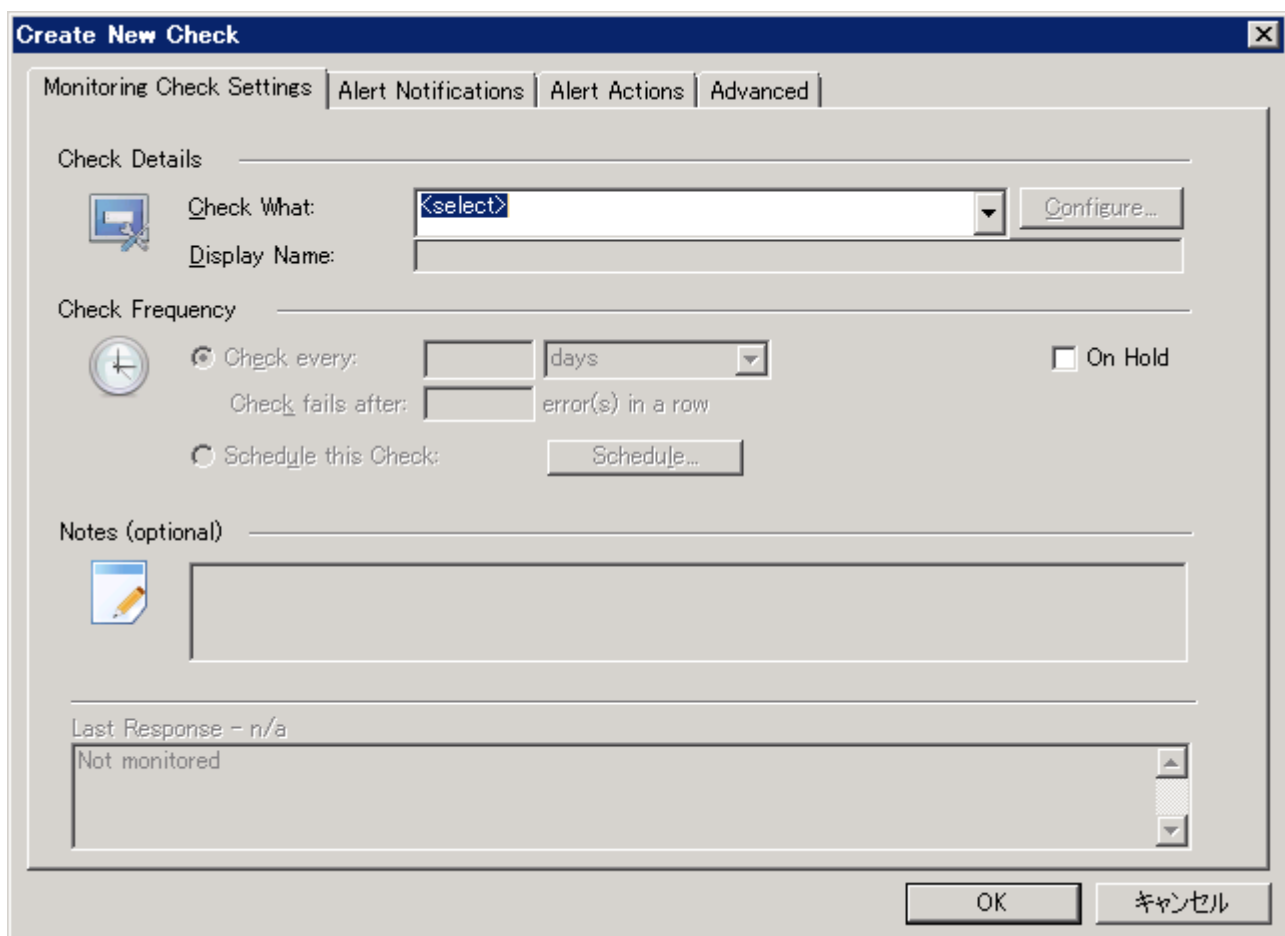 Create New Check
Monitoring Check Settings Alert Notifications Alert Actions Advanced
Check Details
Check What: <select> Configure...
Display Name:
Check Frequency
Check every: days On Hold
Check fails after: error(s) in a row
Schedule this Check: Schedule...
Notes (optional)
Last Response - n/a
Not monitored
OK キャンセル